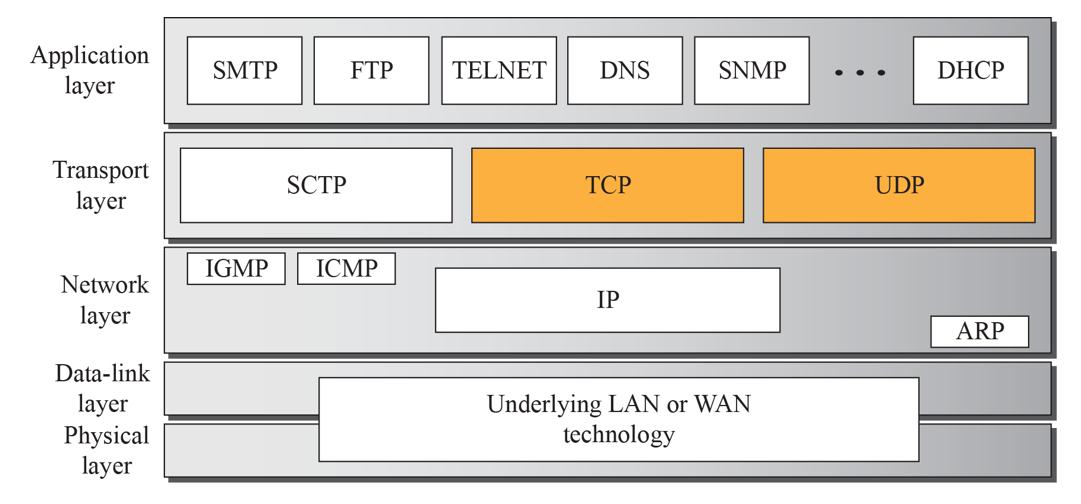 Application
layer
SMTP
FTP
TELNET
DNS
SNMP
• • •
DHCP
Transport
layer
SCTP
TCP
UDP
Network
layer
IGMP
ICMP
IP
ARP
Data-link
layer
Physical
layer
Underlying LAN or WAN
technology